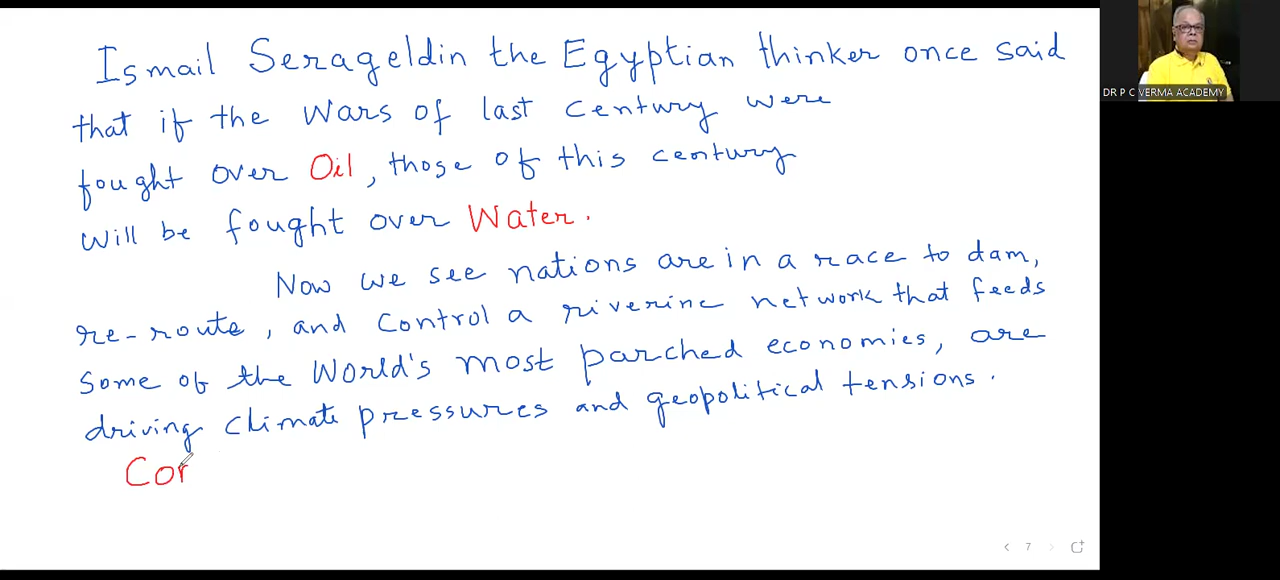 Ismail Serageldin the Egyptian thinker once said
that if the Wars of last century were
fought over Oil, those of this century
will be fought over Water.
Now we see nations are in a race to dam,
re-route, and control a riverine network that feeds
some of the World's most parched economies, are
driving climate pressures and geopolitical tensions.
Cor
DR P C VERMA ACADEMY
7